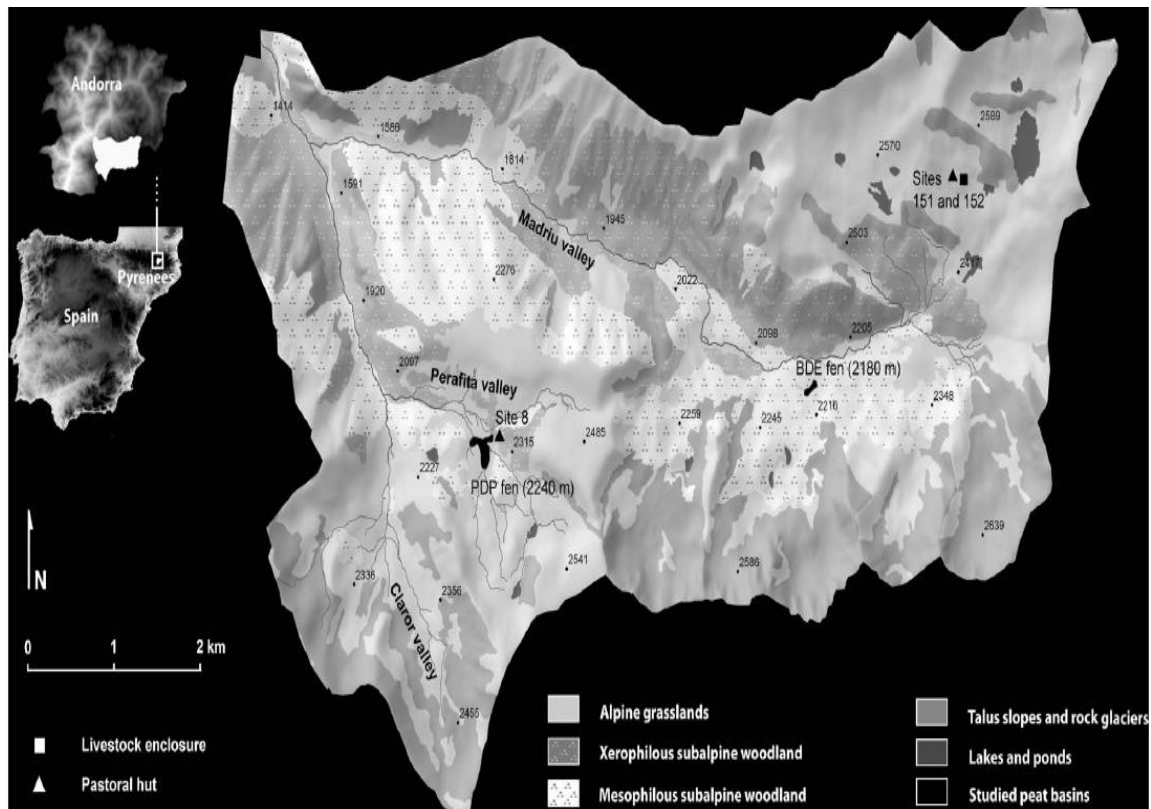 Andorra
Pyrenees
Spain
N
0 1 2 km
Livestock enclosure
Pastoral hut
1414
1566
1591
1814
Madriu valley
1945
2276
1920
2022
2097
Perafita valley
2098
2205
BDE fen (2180 m)
2216
2348
2259
2245
2485
Site 8
2315
PDP fen (2240 m)
2227
2541
2586
2639
2336
2356
Claror valley
2455
2570
2589
Sites
151 and 152
2503
Alpine grasslands
Xerophilous subalpine woodland
Mesophilous subalpine woodland
Talus slopes and rock glaciers
Lakes and ponds
Studied peat basins